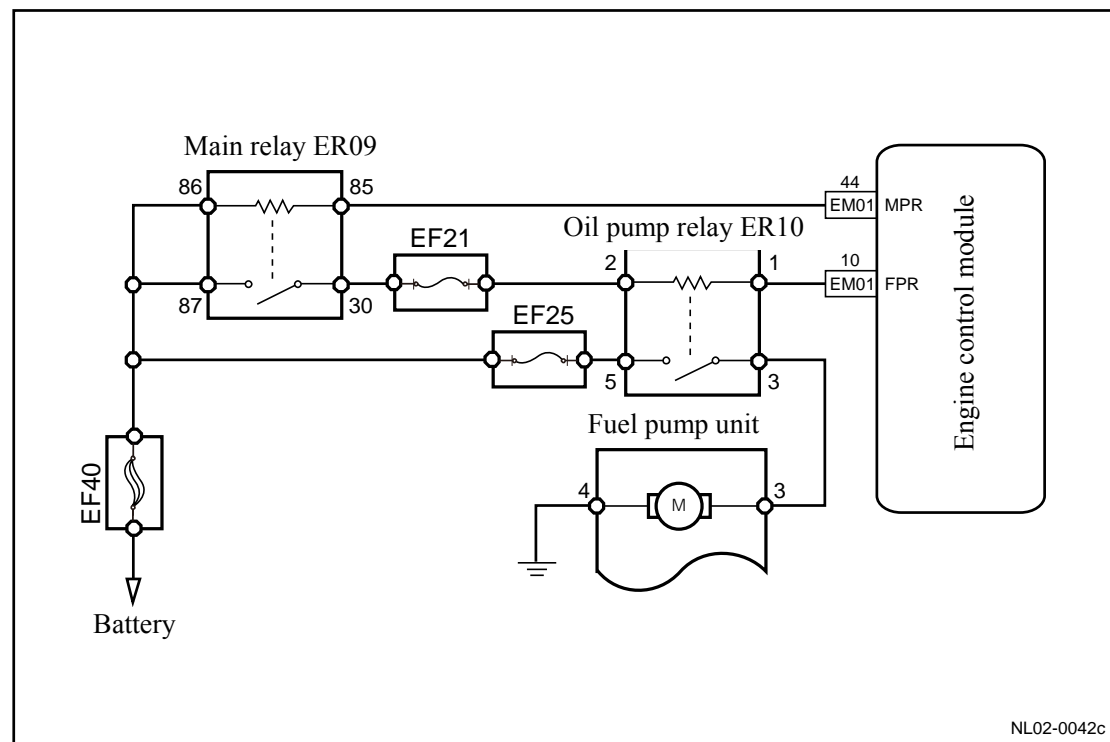 Main relay ER09
86
85
44
EM01
MPR
Oil pump relay ER10
EF21
2
1
10
EM01
FPR
87
30
EF25
5
3
Engine control module
Fuel pump unit
EF40
4
3
M
Battery
NL02-0042c